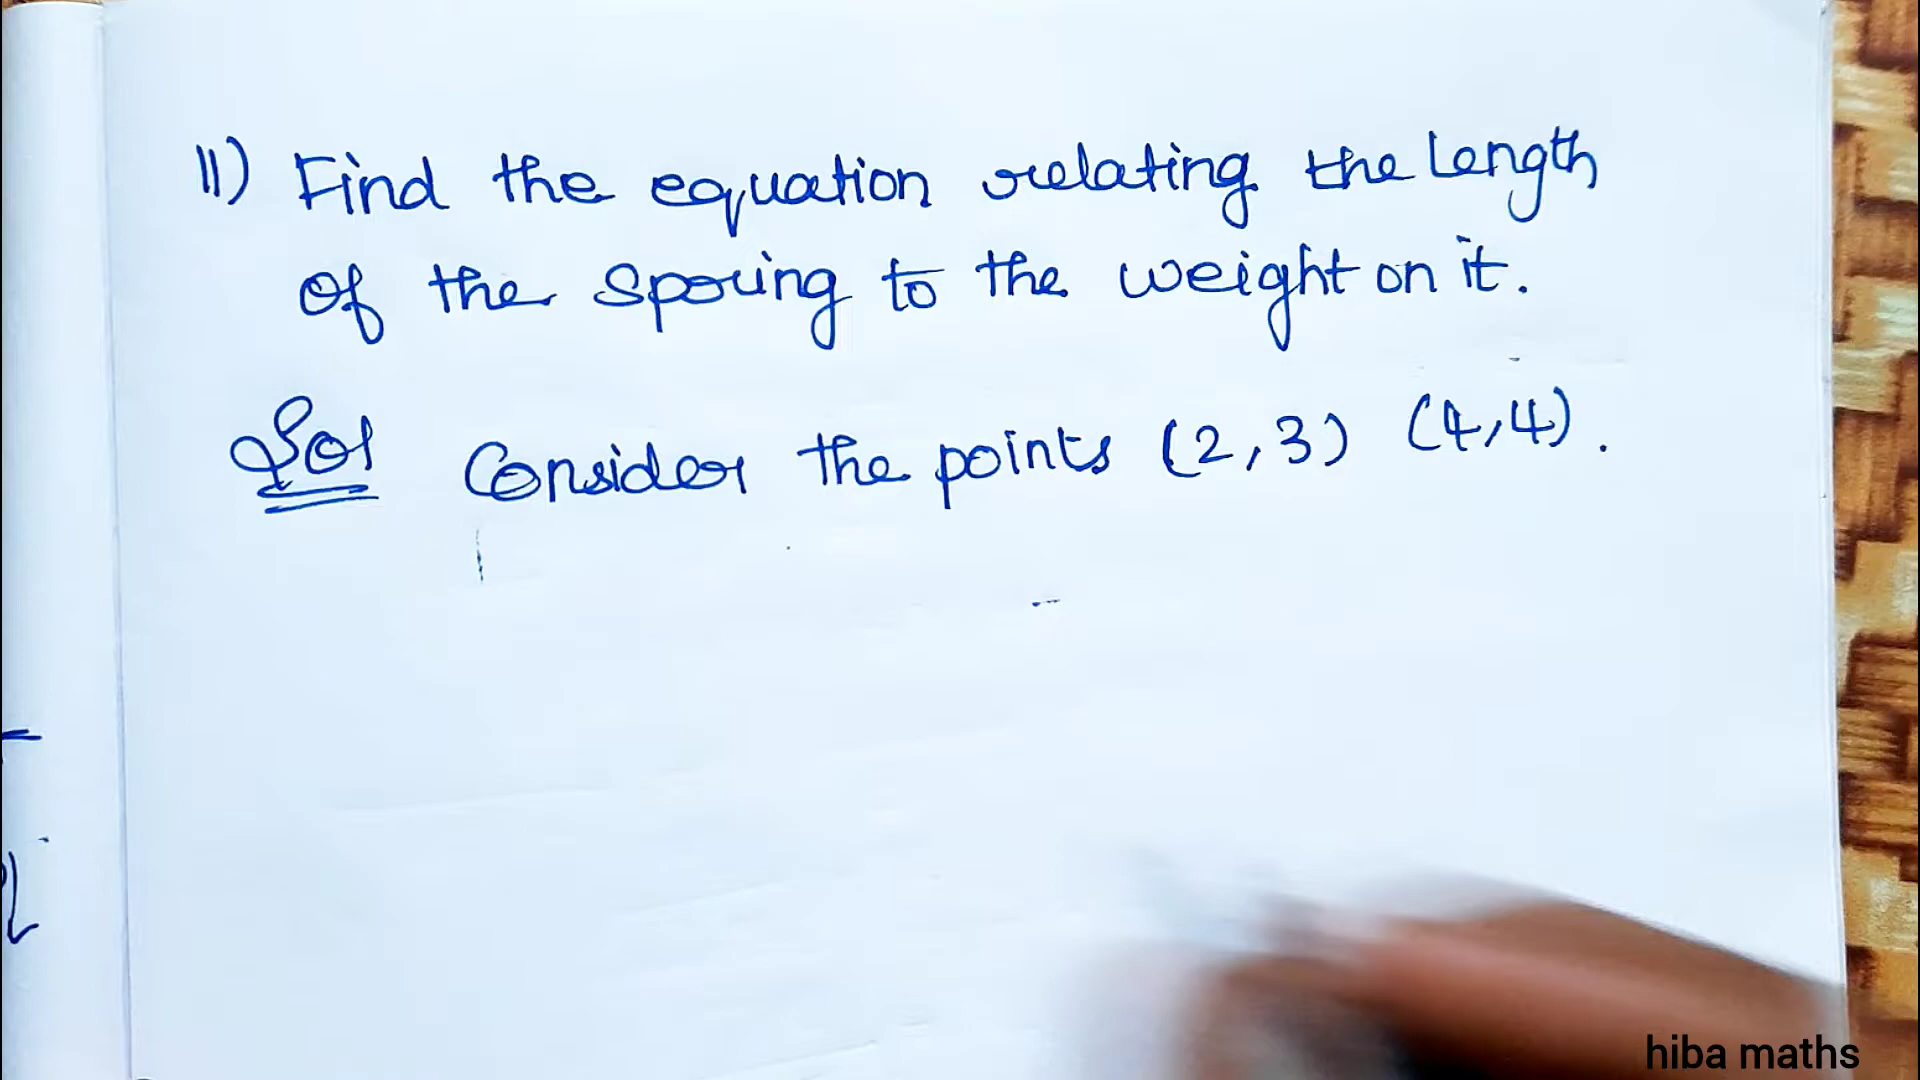 11) Find the equation relating the Length
of the Spring to the weight on it.
Sol Consider the points (2,3) (4,4).
hiba maths